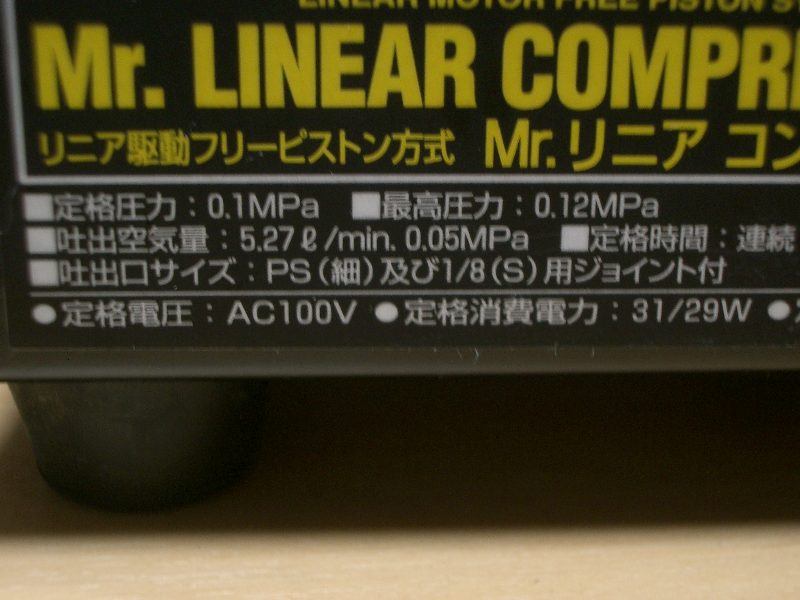 LINEAR MOTOR FREE PISTON
Mr. LINEAR COMPR
リニア駆動フリーピストン方式 Mr.リニア コン
■定格圧力：0.1MPa ■最高圧力：0.12MPa
■吐出空気量：5.27ℓ/min. 0.05MPa ■定格時間：連続
■吐出口サイズ：PS（細）及び1/8（S）用ジョイント付
●定格電圧：AC100V ●定格消費電力：31/29W ●